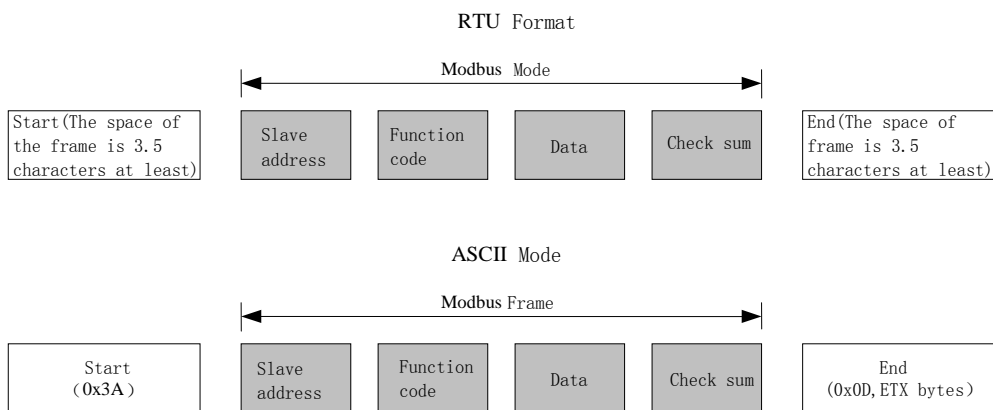 RTU Format
Modbus Mode
Start(The space of
the frame is 3.5
characters at least)
Slave
address
Function
code
Data
Check sum
End(The space of
frame is 3.5
characters at least)
ASCII Mode
Modbus Frame
Start
(0x3A)
Slave
address
Function
code
Data
Check sum
End
(0x0D,ETX bytes)